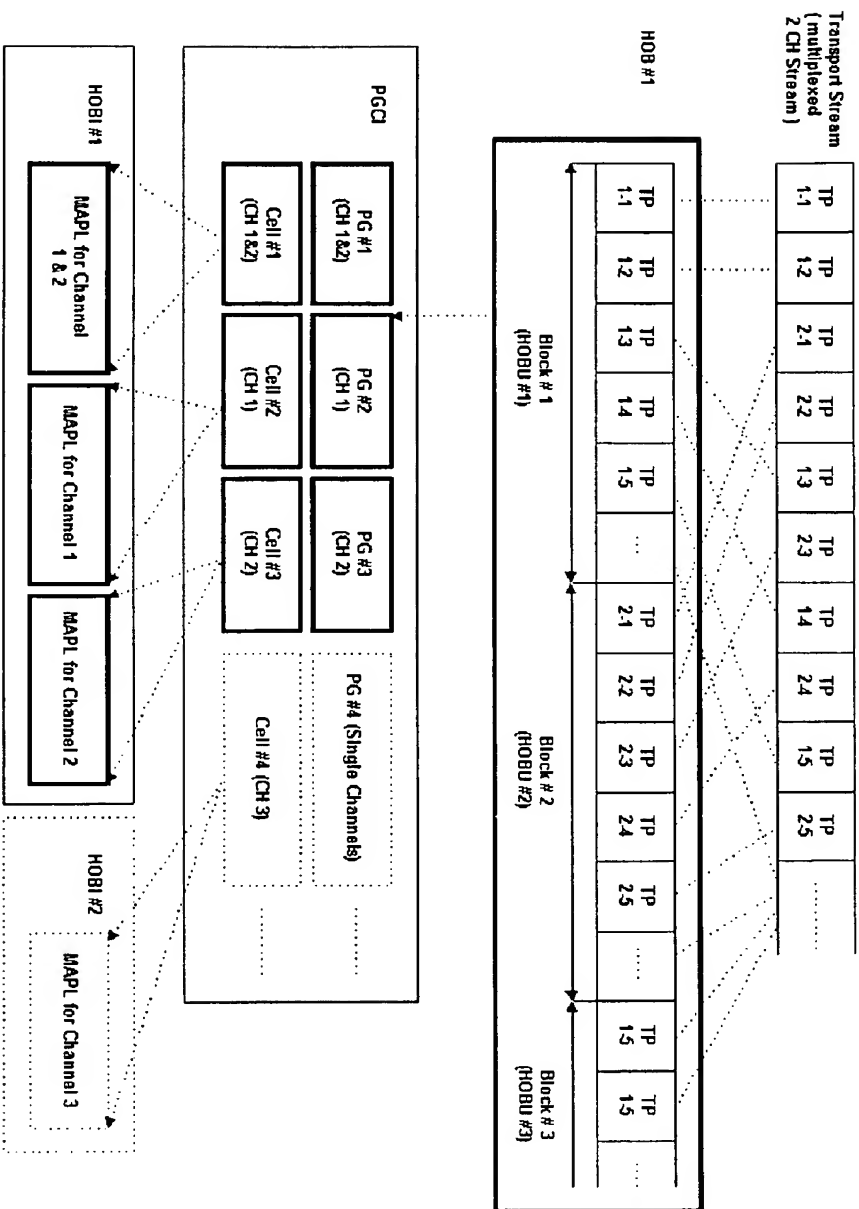 Transport Stream
( multiplexed
2 CH Stream )
TP
1-1
TP
1-2
TP
2-1
TP
2-2
TP
1-3
TP
2-3
TP
1-4
TP
2-4
TP
1-5
TP
2-5
........
HOB #1
TP
1-1
TP
1-2
TP
1-3
TP
1-4
TP
1-5
....
TP
2-1
TP
2-2
TP
2-3
TP
2-4
TP
2-5
.....
TP
1-5
TP
1-5
....
Block # 1
(HOBU #1)
Block # 2
(HOBU #2)
Block # 3
(HOBU #3)
PGCI
PG #1
(CH 1&2)
PG #2
(CH 1)
PG #3
(CH 2)
PG #4 (Single Channels)
........
Cell #1
(CH 1&2)
Cell #2
(CH 1)
Cell #3
(CH 2)
Cell #4 (CH 3)
........
HOBI #1
MAPL for Channel
1 & 2
MAPL for Channel 1
MAPL for Channel 2
HOBI #2
MAPL for Channel 3